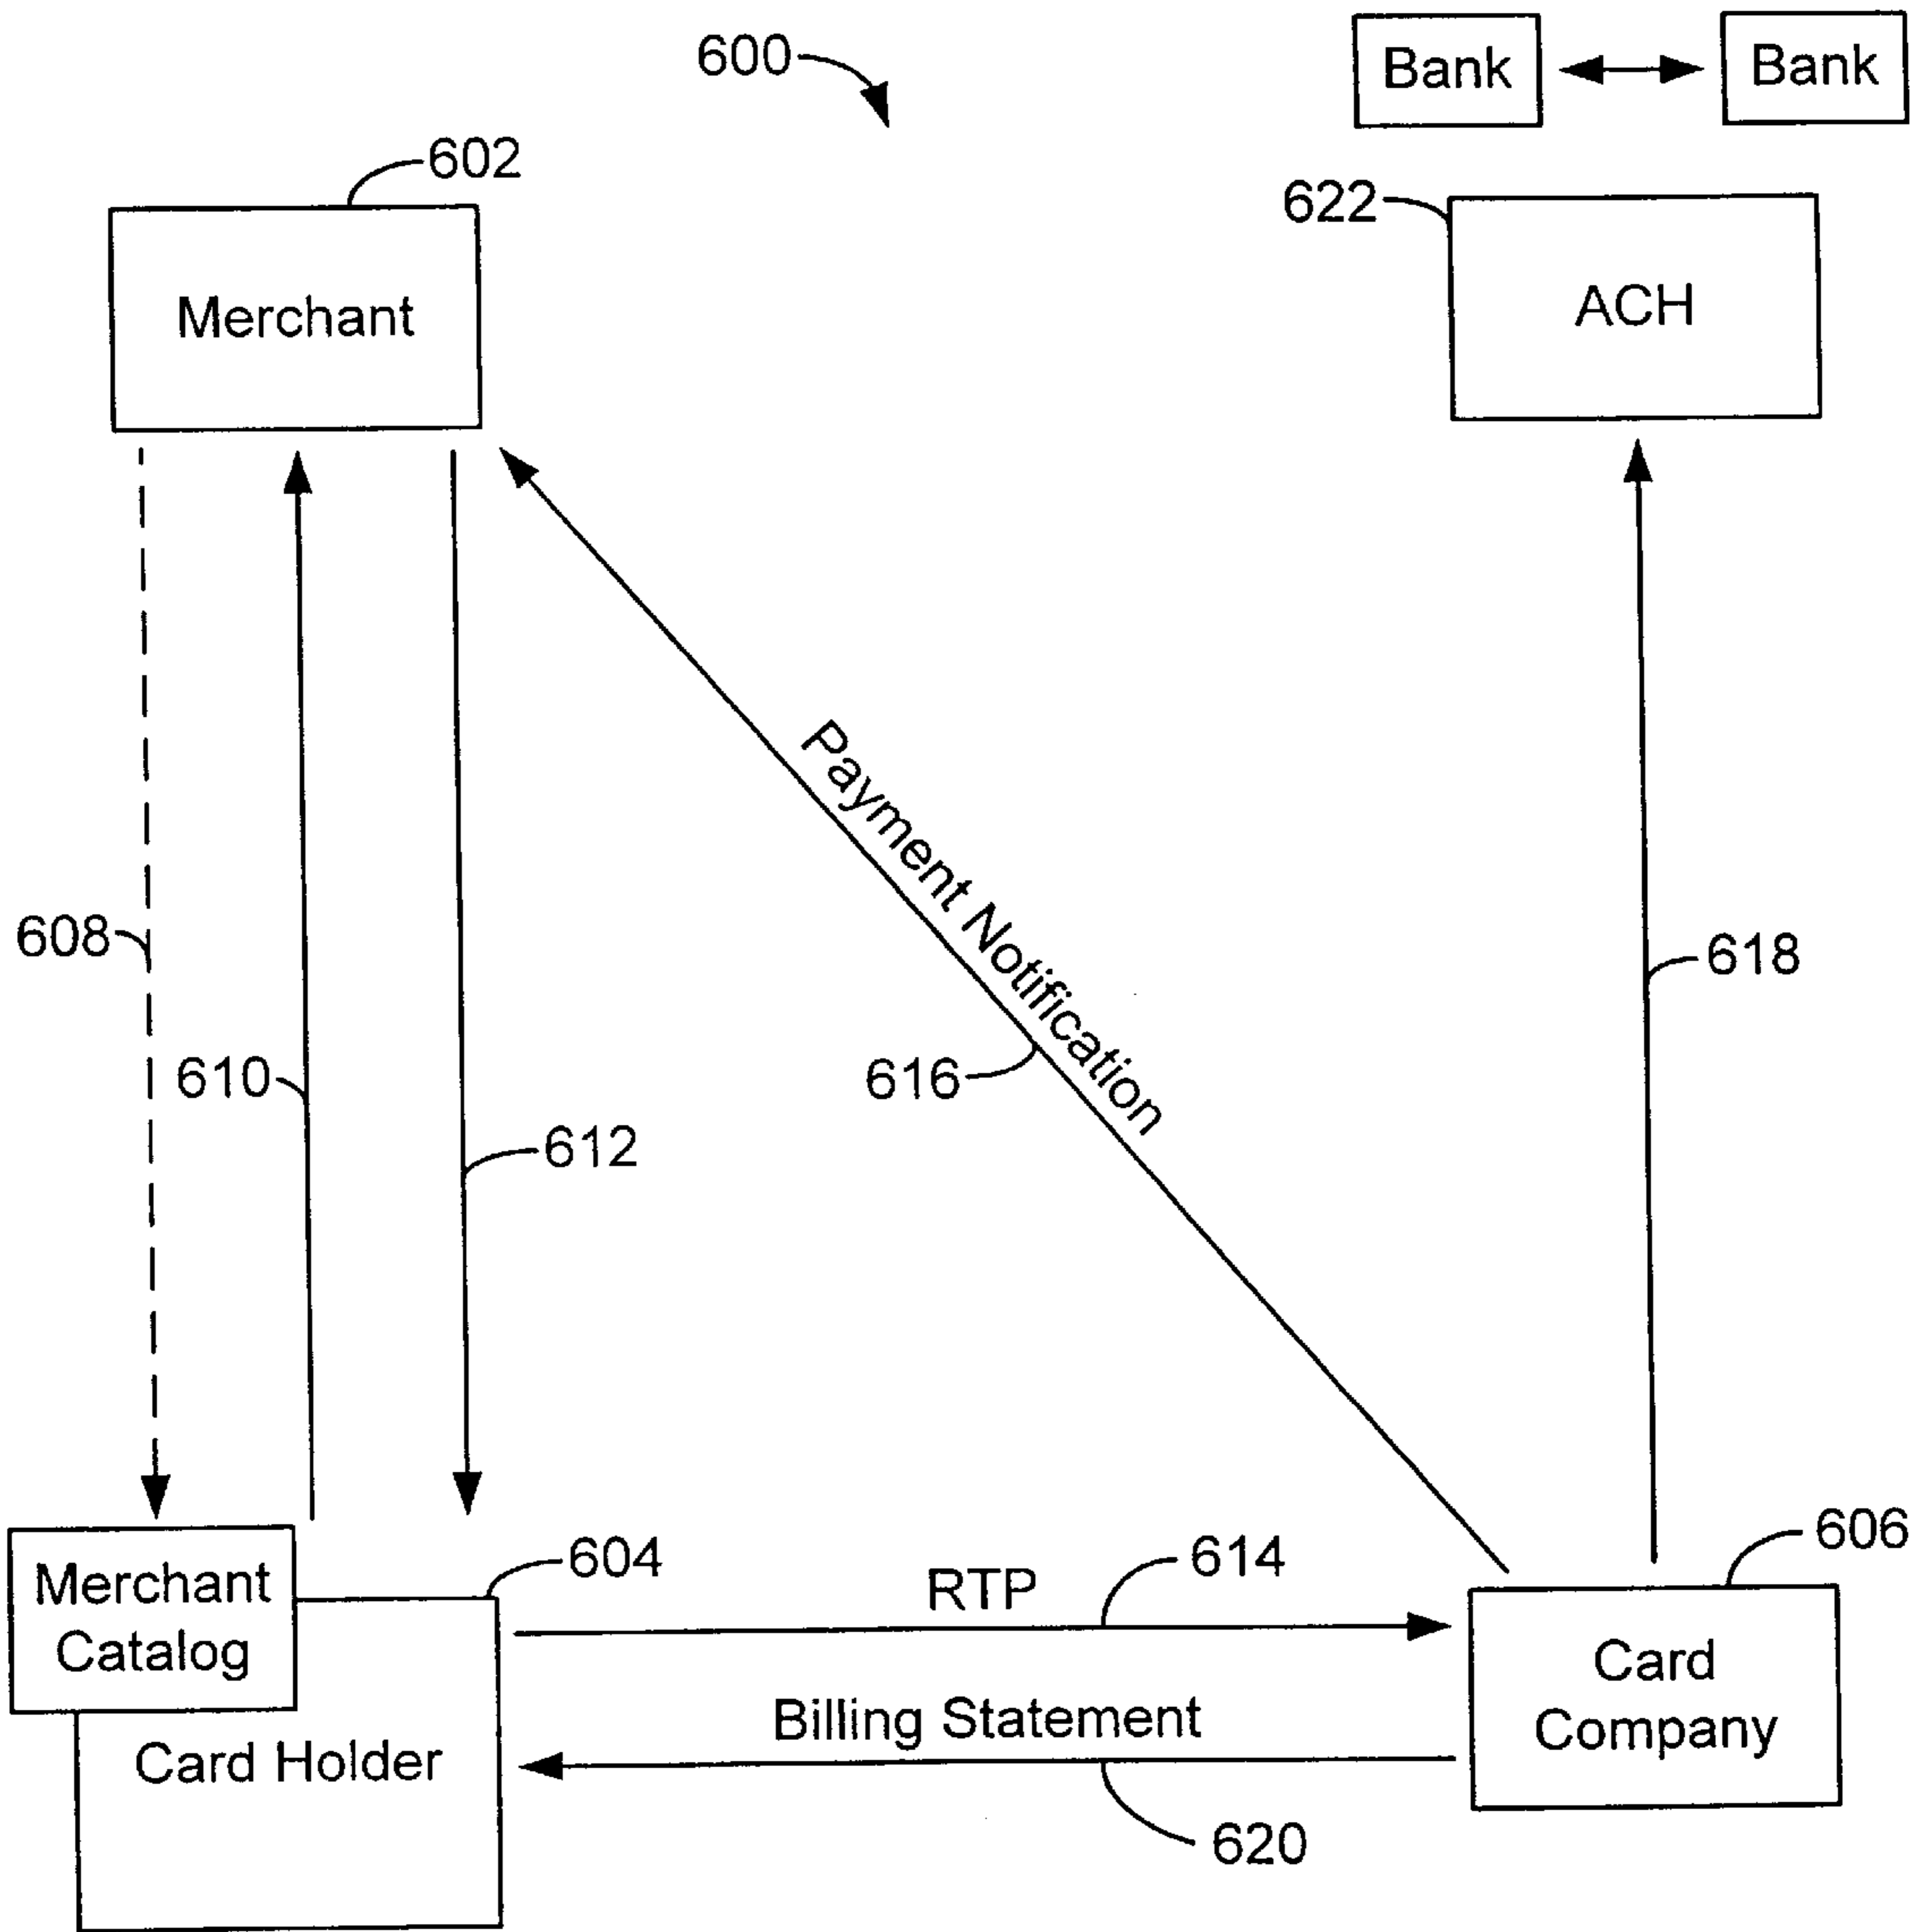 600
Bank
Bank
602
622
Merchant
ACH
Payment Notification
608
618
610
616
612
604
614
606
Merchant
Catalog
RTP
Card
Company
Billing Statement
Card Holder
620